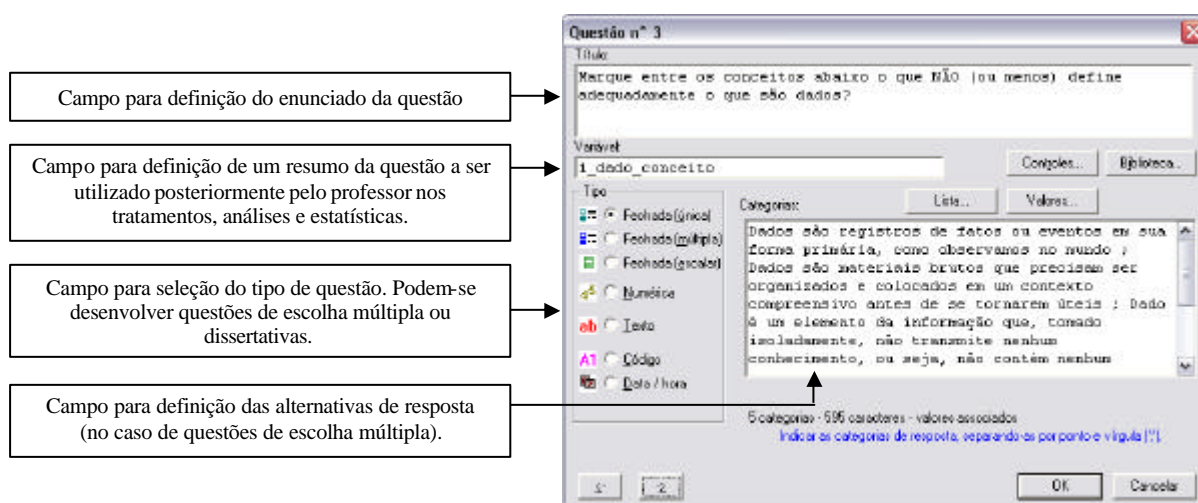 Campo para definição do enunciado da questão
Campo para definição de um resumo da questão a ser
utilizado posteriormente pelo professor nos
tratamentos, análises e estatísticas.
Campo para seleção do tipo de questão. Podem-se
desenvolver questões de escolha múltipla ou
dissertativas.
Campo para definição das alternativas de resposta
(no caso de questões de escolha múltipla).
Questão n° 3
Título:
Marque entre os conceitos abaixo o que NÃO (ou menos) define
adequadamente o que são dados?
Variável:
1_dado_conceito
Controles...
Biblioteca...
Tipo
Fechada (única)
Fechada (múltipla)
Fechada (escalar)
Numérica
ab Texto
A1 Código
Data / hora
Categorias:
Lista...
Valores...
Dados são registros de fatos ou eventos em sua
forma primária, como observamos no mundo ;
Dados são materiais brutos que precisam ser
organizados e colocados em um contexto
compreensivo antes de se tornarem úteis ; Dado
é um elemento da informação que, tomado
isoladamente, não transmite nenhum
conhecimento, ou seja, não contém nenhum
5 categorias - 595 caracteres - valores associados
Indicar as categorias de resposta, separando-as por ponto e vírgula (';').
OK
Cancelar